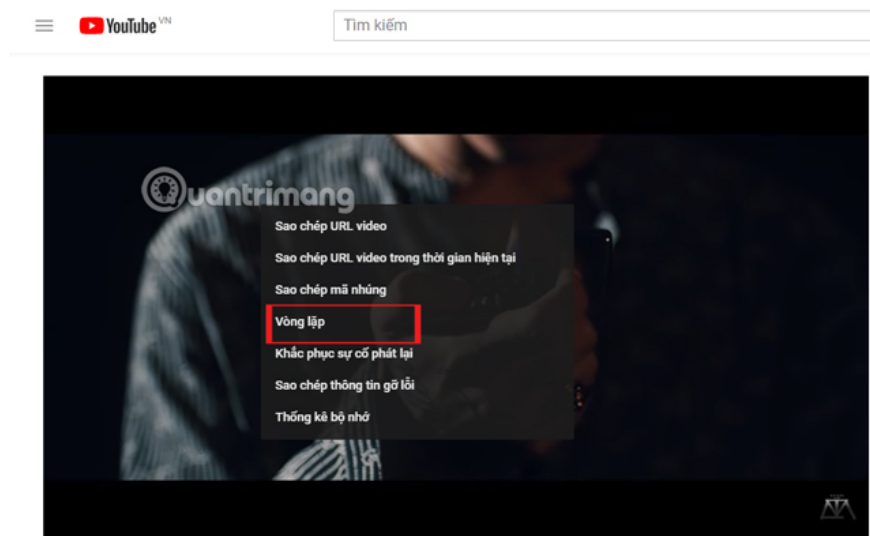 YouTube VN
Tìm kiếm
Quantrimang
Sao chép URL video
Sao chép URL video trong thời gian hiện tại
Sao chép mã nhúng
Vòng lặp
Khắc phục sự cố phát lại
Sao chép thông tin gỡ lỗi
Thống kê bộ nhớ